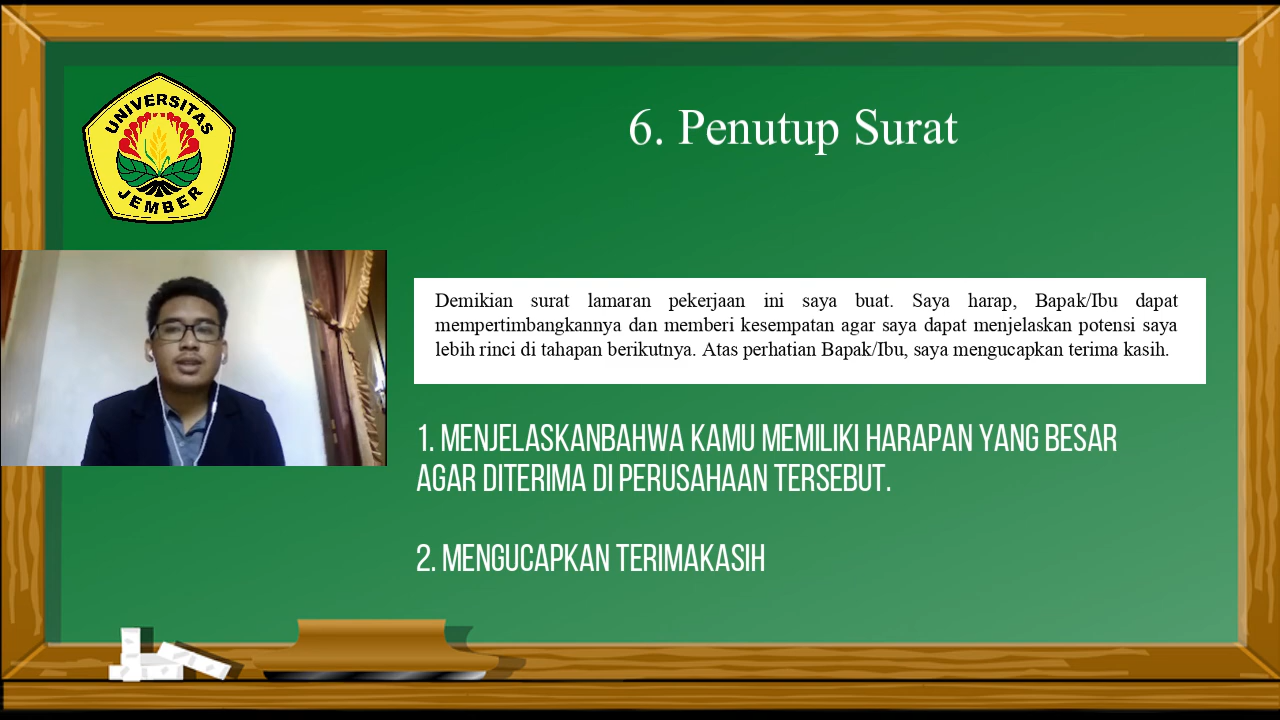 UNIVERSITAS
JEMBER
6. Penutup Surat
Demikian surat lamaran pekerjaan ini saya buat. Saya harap, Bapak/Ibu dapat
mempertimbangkannya dan memberi kesempatan agar saya dapat menjelaskan potensi saya
lebih rinci di tahapan berikutnya. Atas perhatian Bapak/Ibu, saya mengucapkan terima kasih.
1. MENJELASKANBAHWA KAMU MEMILIKI HARAPAN YANG BESAR
AGAR DITERIMA DI PERUSAHAAN TERSEBUT.
2. MENGUCAPKAN TERIMAKASIH